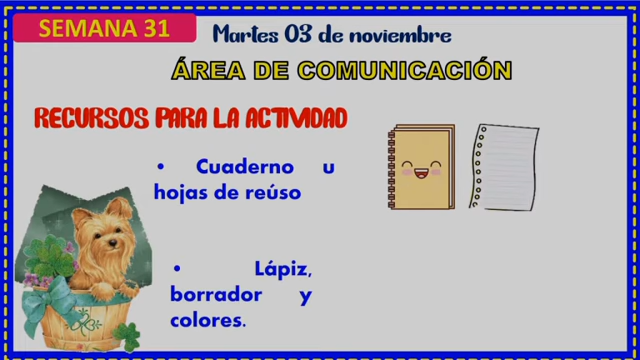 SEMANA 31
Martes 03 de noviembre
ÁREA DE COMUNICACIÓN
RECURSOS PARA LA ACTIVIDAD
• Cuaderno u
hojas de reúso
• Lápiz,
borrador y
colores.